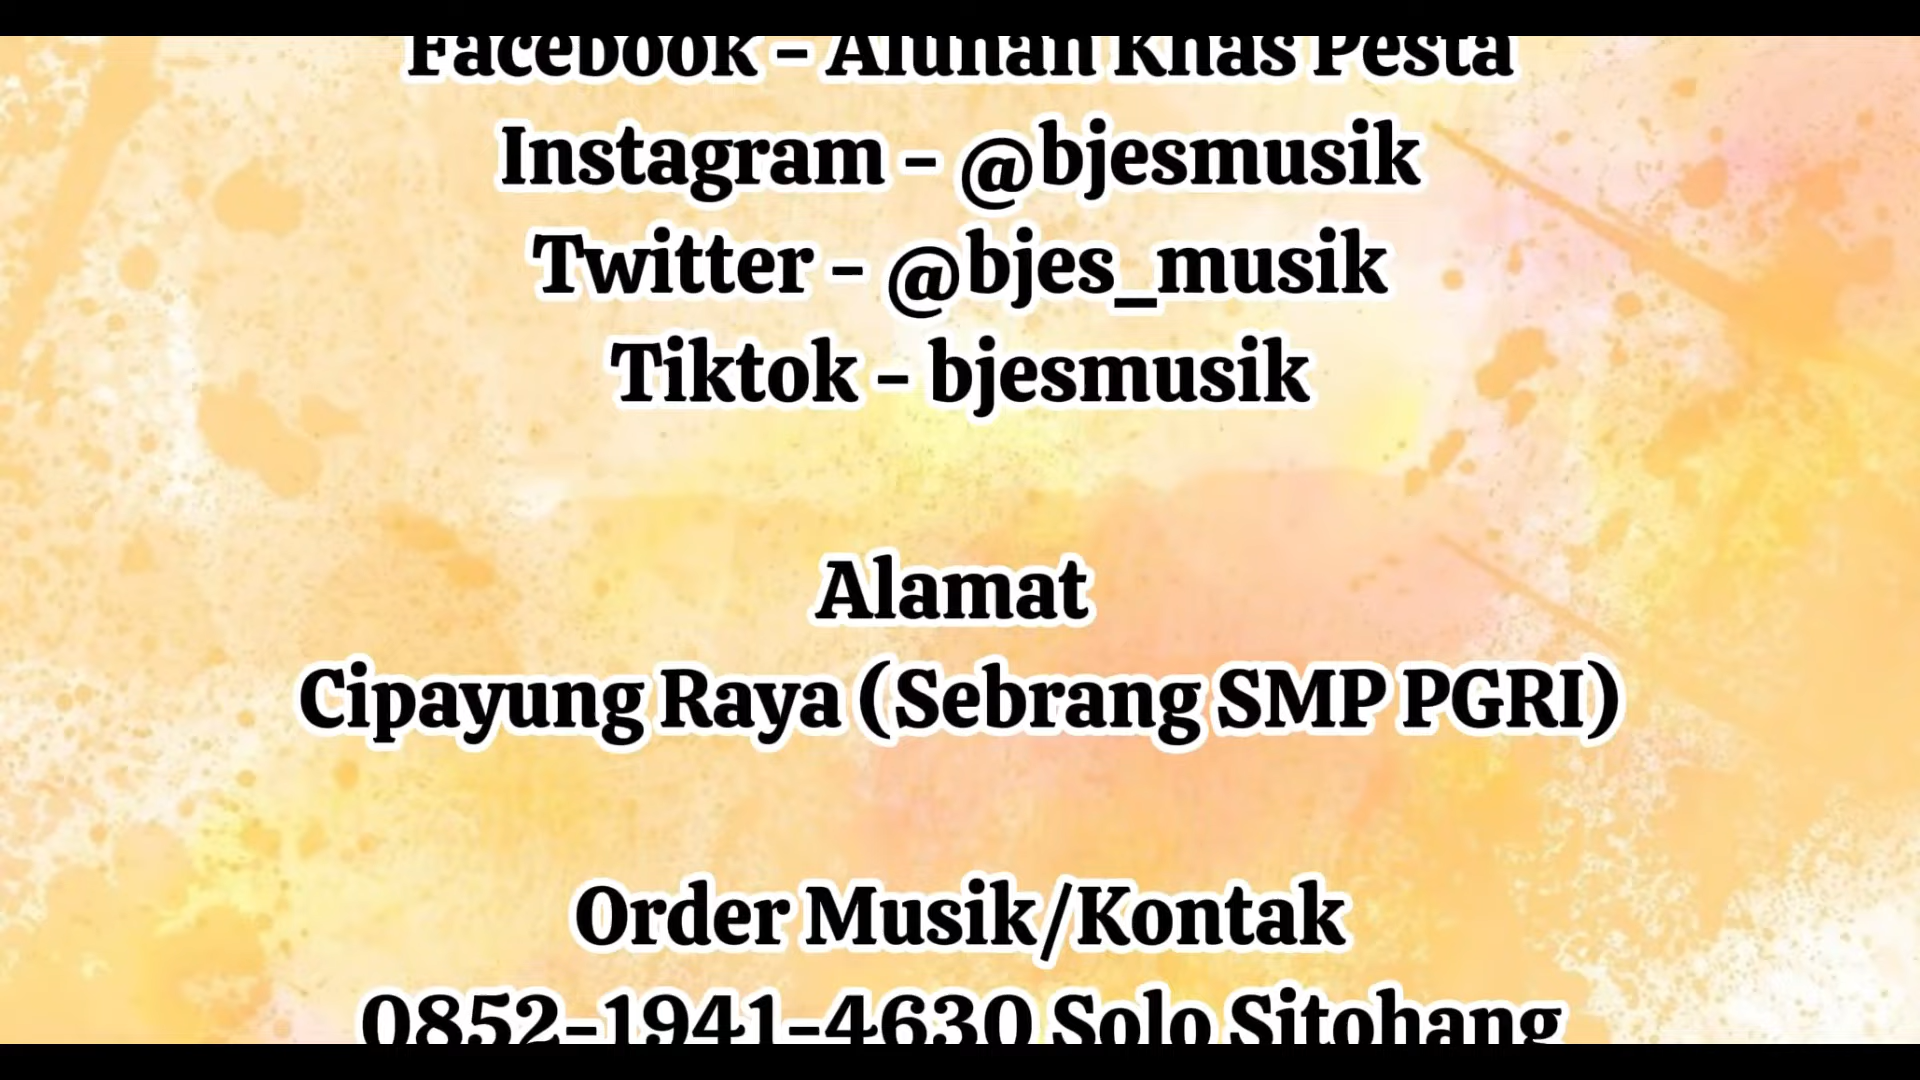 Facebook - Alunan Khas Pesta
Instagram - @bjesmusik
Twitter - @bjes_musik
Tiktok - bjesmusik
Alamat
Cipayung Raya (Sebrang SMP PGRI)
Order Musik/Kontak
0852-1941-4630 Solo Sitohang